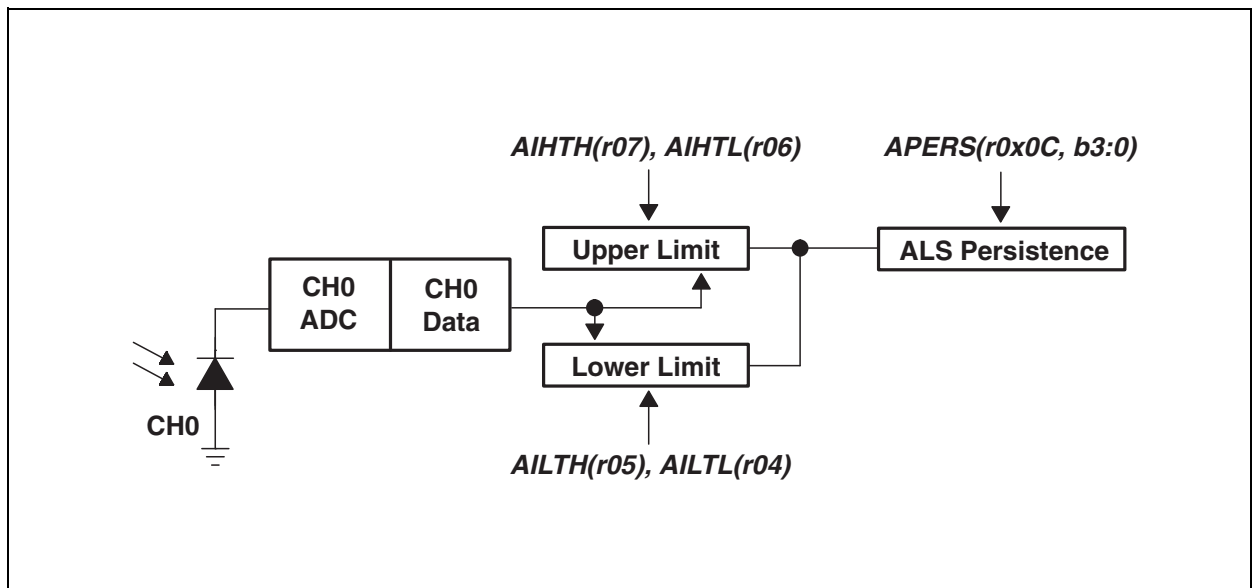 AIHTH(r07), AIHTL(r06)
APERS(r0x0C, b3:0)
Upper Limit
ALS Persistence
CH0
ADC
CH0
Data
Lower Limit
CH0
AILTH(r05), AILTL(r04)